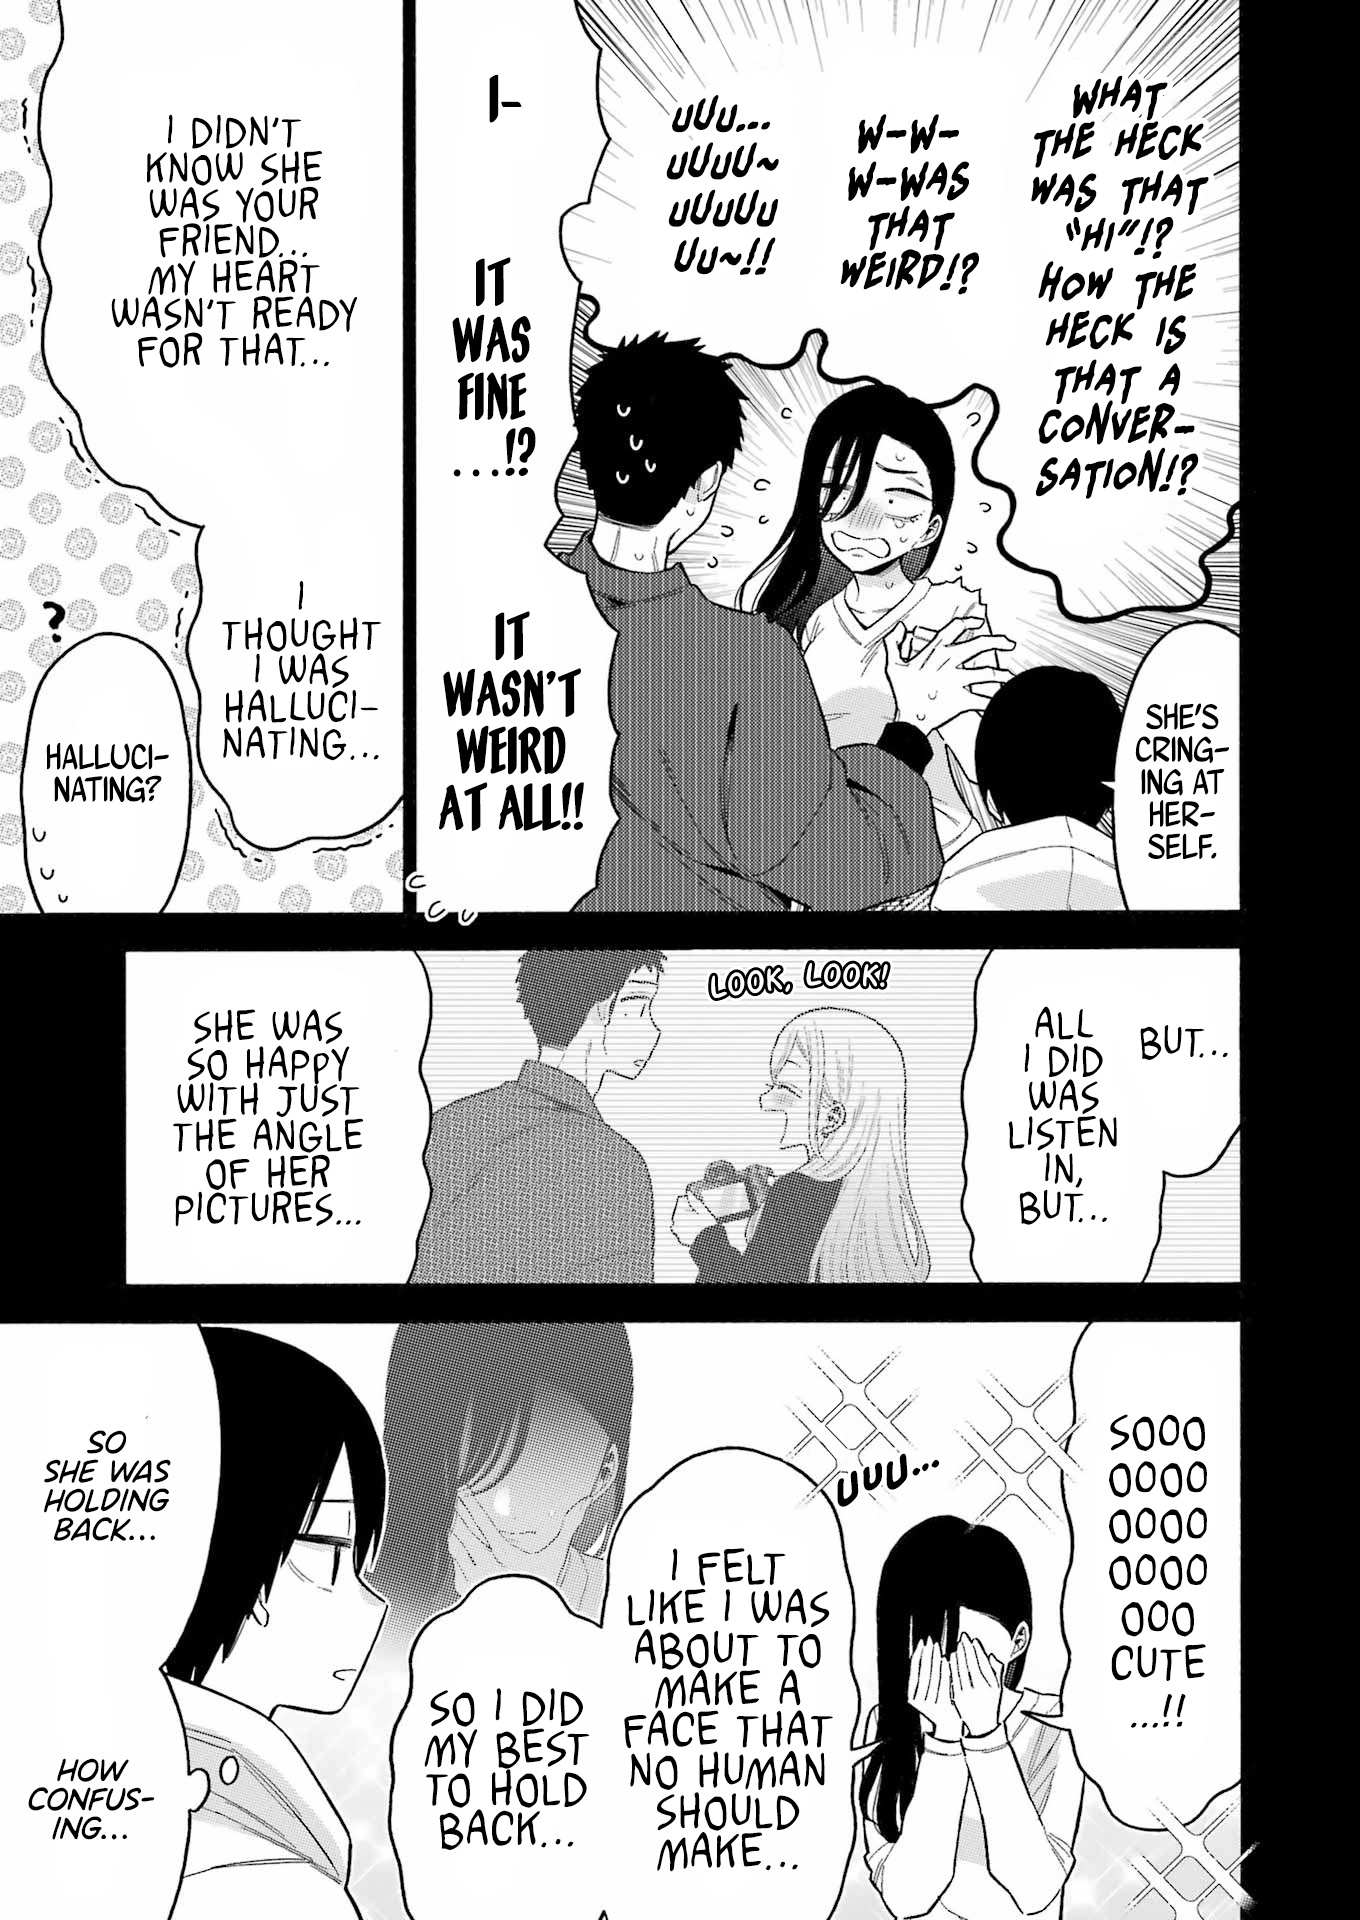 WHAT
THE HECK
WAS THAT
"HI"!?
HOW THE
HECK IS
THAT A
CONVER-
SATION!?
W-W-
W-WAS
THAT
WEIRD!?
UUU...
UUUU~
UUUUU
UU~!!
SHE'S
CRING-
ING AT
HER-
SELF.
I-
IT
WAS
FINE
...!?
IT
WASN'T
WEIRD
AT ALL!!
I DIDN'T
KNOW SHE
WAS YOUR
FRIEND...
MY HEART
WASN'T READY
FOR THAT...
I
THOUGHT
I WAS
HALLUCI-
NATING...
?
HALLUCI-
NATING?
BUT...
ALL
I DID
WAS
LISTEN
IN,
BUT...
LOOK, LOOK!
SHE WAS
SO HAPPY
WITH JUST
THE ANGLE
OF HER
PICTURES...
SOOO
OOOO
OOOO
OOOO
OOO
CUTE
...!!
UUU...
I FELT
LIKE I WAS
ABOUT TO
MAKE A
FACE THAT
NO HUMAN
SHOULD
MAKE...
SO I DID
MY BEST
TO HOLD
BACK...
SO
SHE WAS
HOLDING
BACK...
HOW
CONFUS-
ING...